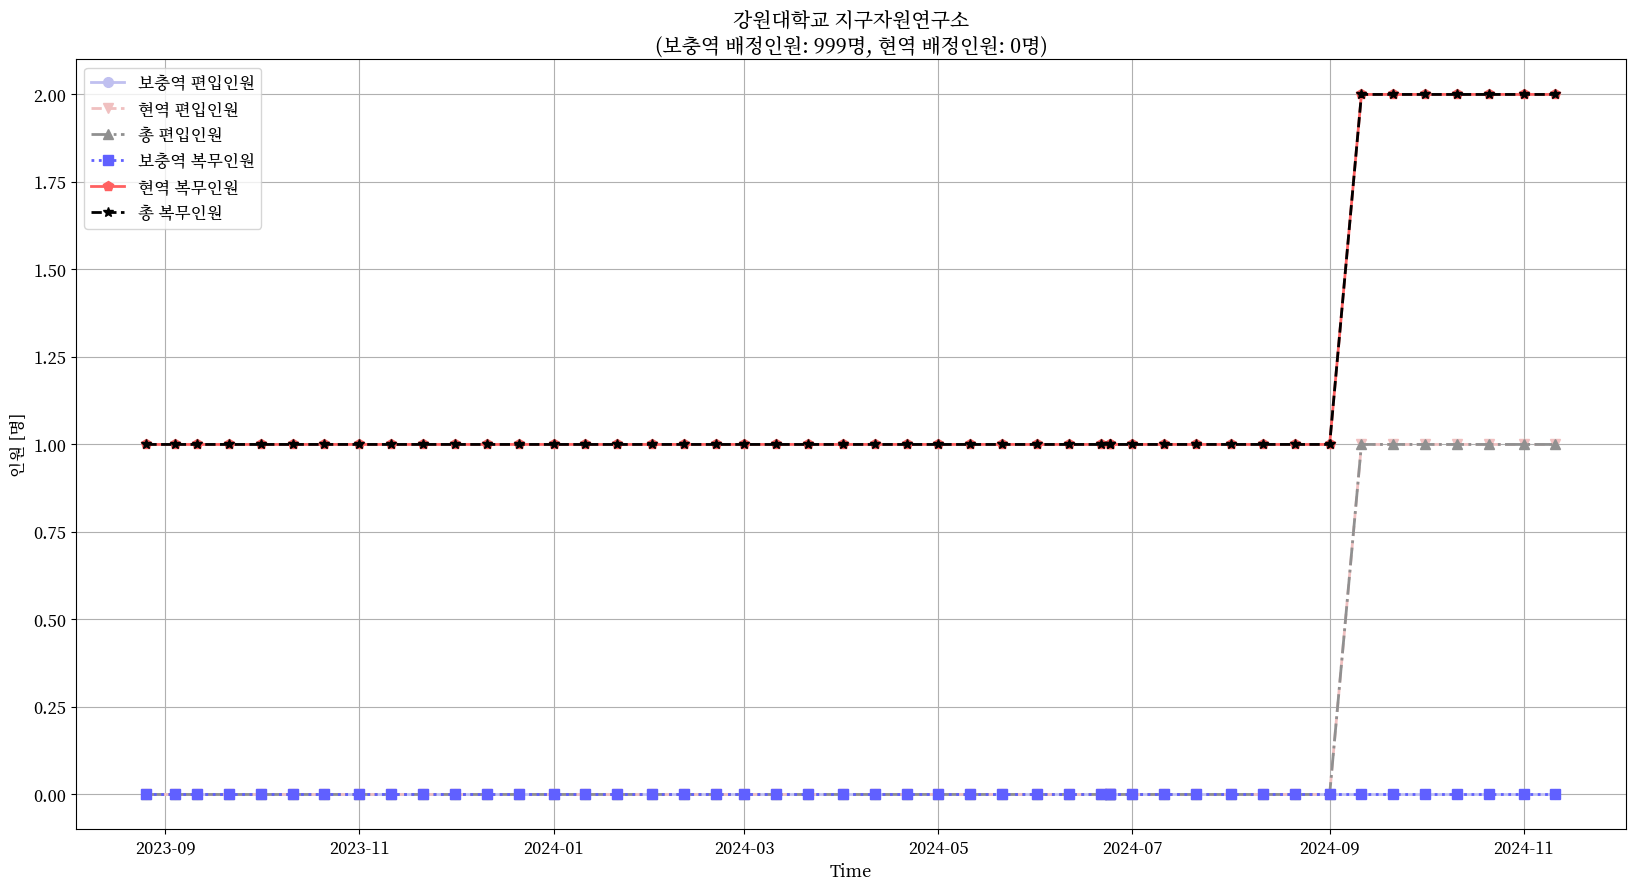 강원대학교 지구자원연구소
(보충역 배정인원: 999명, 현역 배정인원: 0명)
보충역 편입인원
현역 편입인원
총 편입인원
보충역 복무인원
현역 복무인원
총 복무인원
2.00
1.75
1.50
1.25
1.00
0.75
0.50
0.25
0.00
인원 [명]
2023-09
2023-11
2024-01
2024-03
2024-05
2024-07
2024-09
2024-11
Time